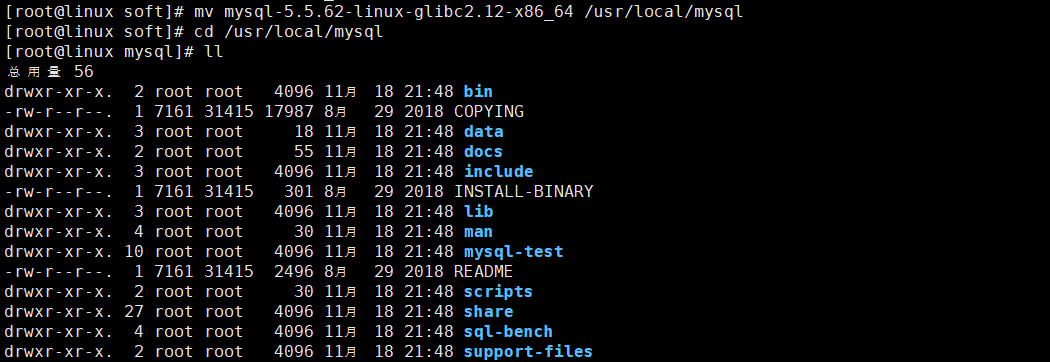 [root@linux soft]# mv mysql-5.5.62-linux-glibc2.12-x86_64 /usr/local/mysql
[root@linux soft]# cd /usr/local/mysql
[root@linux mysql]# ll
总用量 56
drwxr-xr-x.  2 root root   4096 11月  18 21:48 bin
-rw-r--r--.  1 7161 31415 17987 8月   29 2018 COPYING
drwxr-xr-x.  3 root root     18 11月  18 21:48 data
drwxr-xr-x.  2 root root     55 11月  18 21:48 docs
drwxr-xr-x.  3 root root   4096 11月  18 21:48 include
-rw-r--r--.  1 7161 31415   301 8月   29 2018 INSTALL-BINARY
drwxr-xr-x.  3 root root   4096 11月  18 21:48 lib
drwxr-xr-x.  4 root root     30 11月  18 21:48 man
drwxr-xr-x. 10 root root   4096 11月  18 21:48 mysql-test
-rw-r--r--.  1 7161 31415  2496 8月   29 2018 README
drwxr-xr-x.  2 root root     30 11月  18 21:48 scripts
drwxr-xr-x. 27 root root   4096 11月  18 21:48 share
drwxr-xr-x.  4 root root   4096 11月  18 21:48 sql-bench
drwxr-xr-x.  2 root root   4096 11月  18 21:48 support-files